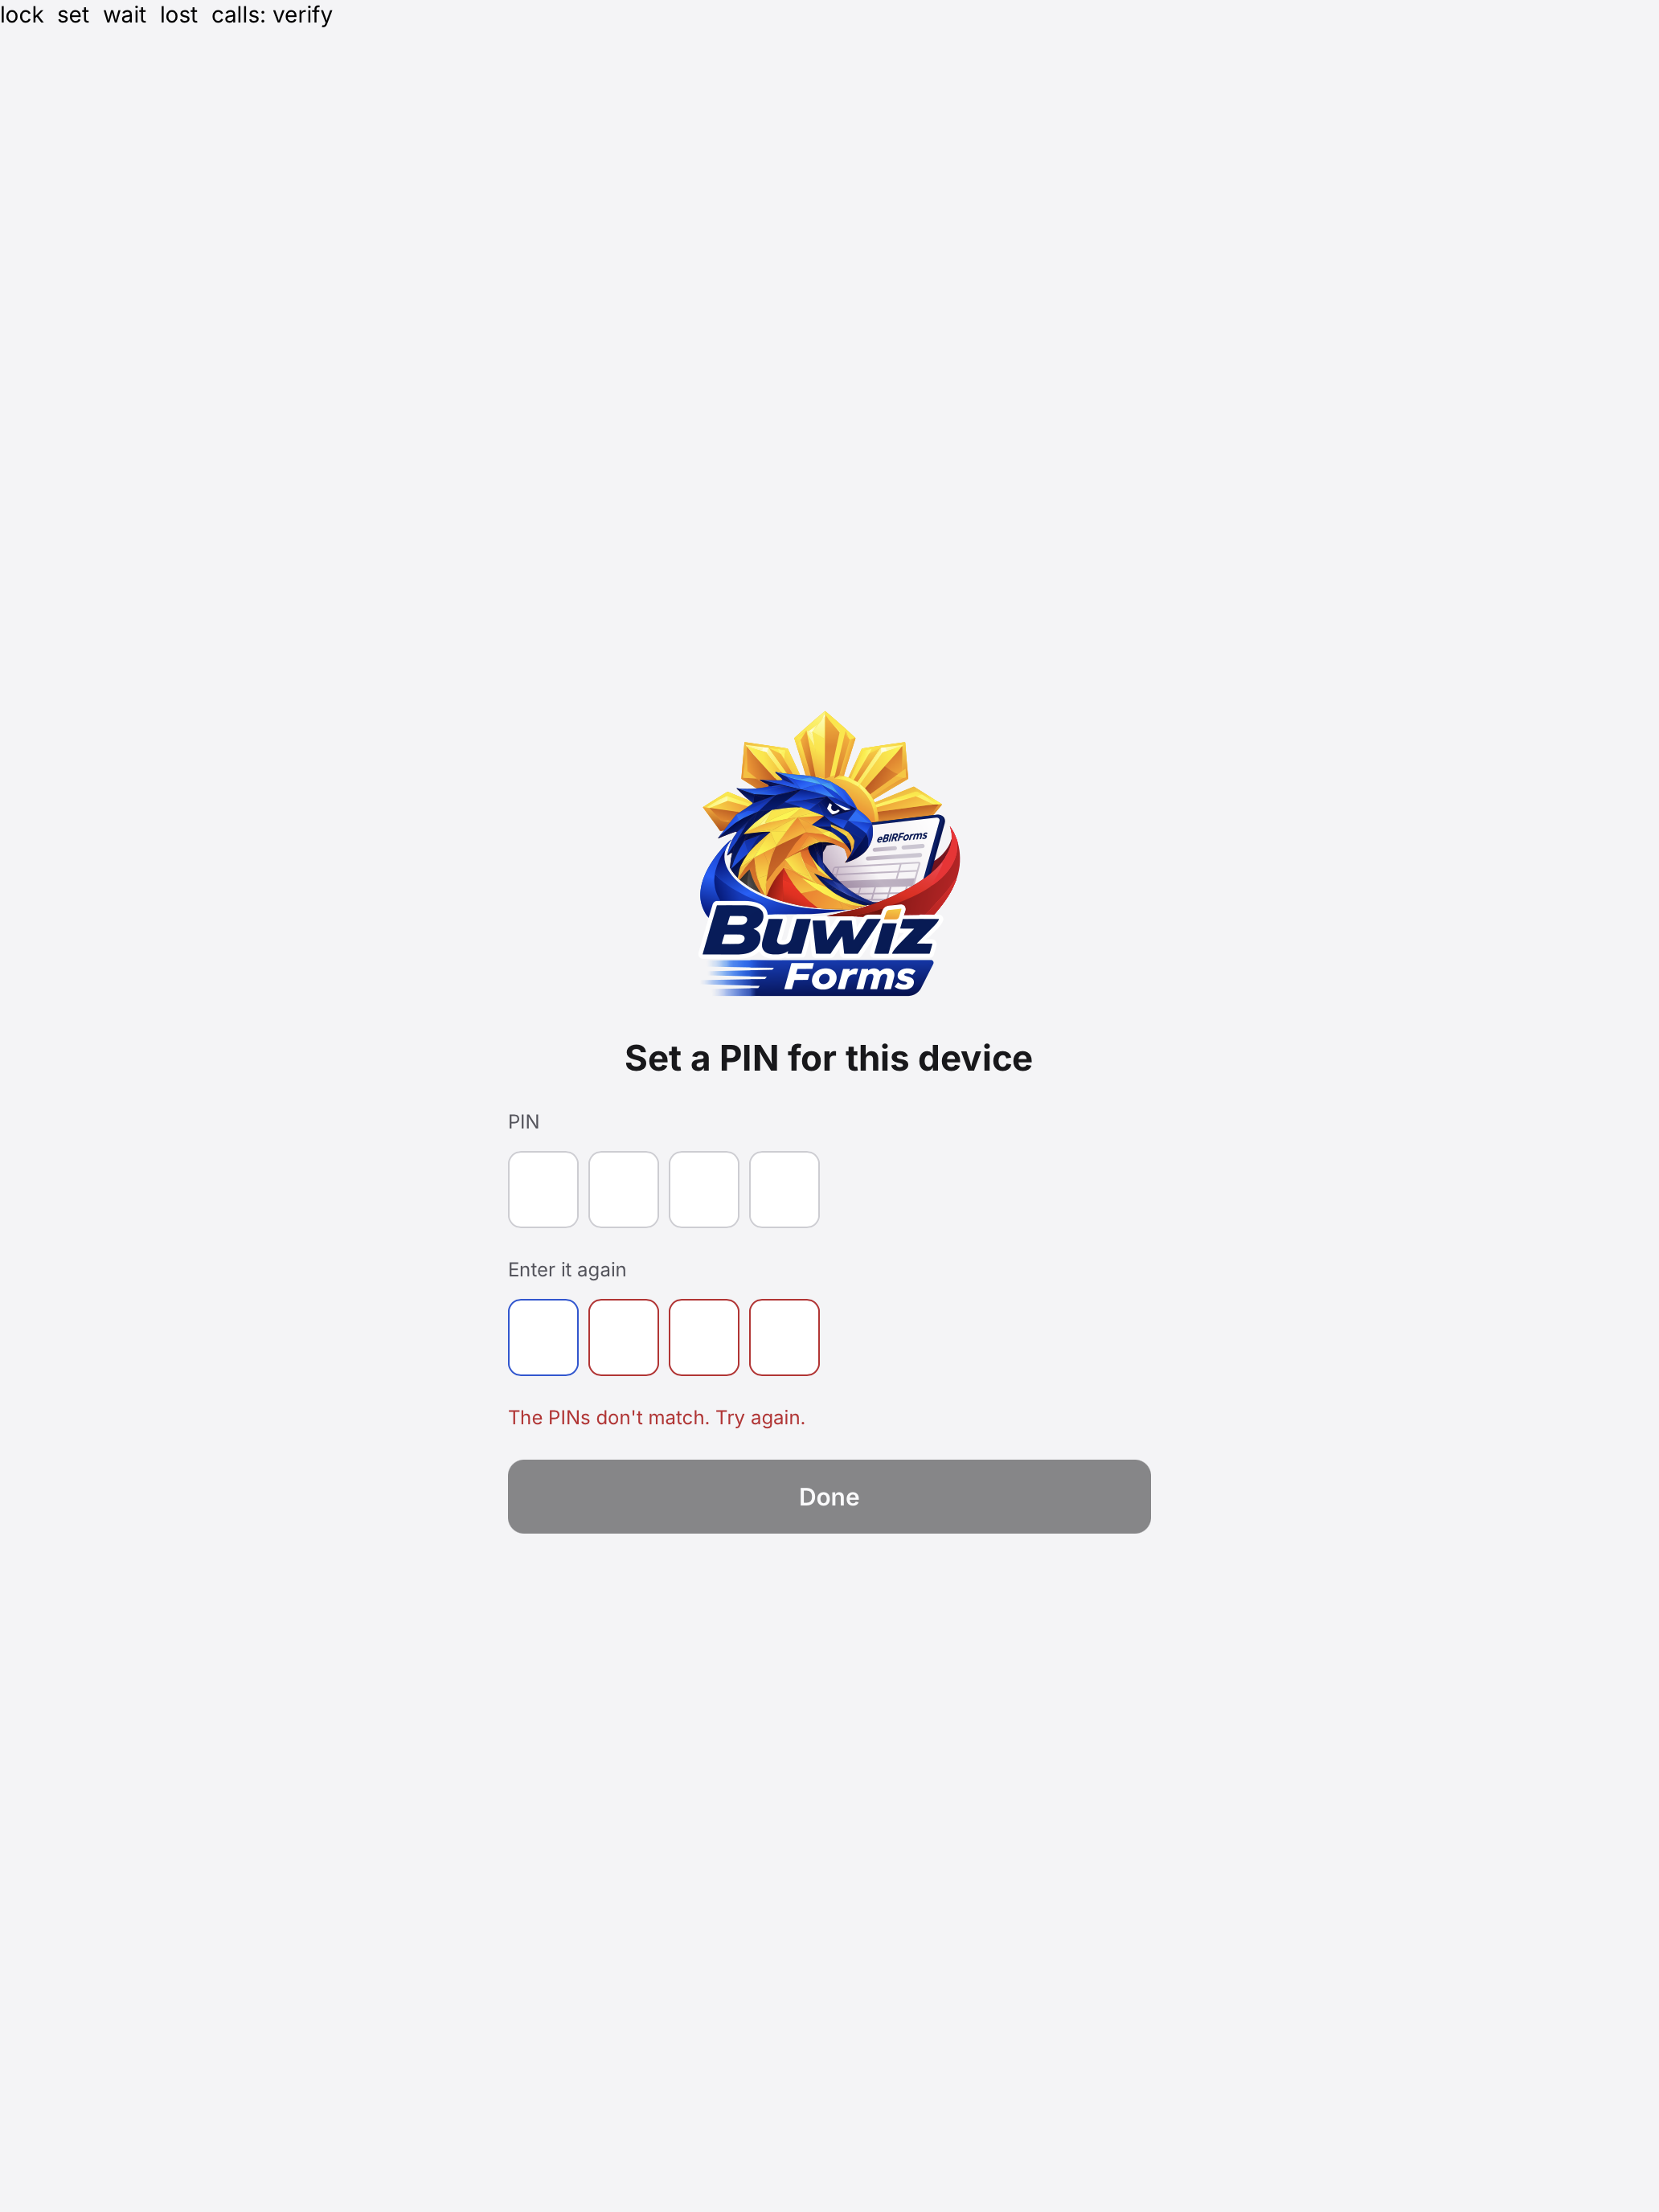 lock set wait lost calls: verify
eBIRForms
Buwiz
Forms
Set a PIN for this device
PIN
Enter it again
The PINs don't match. Try again.
Done